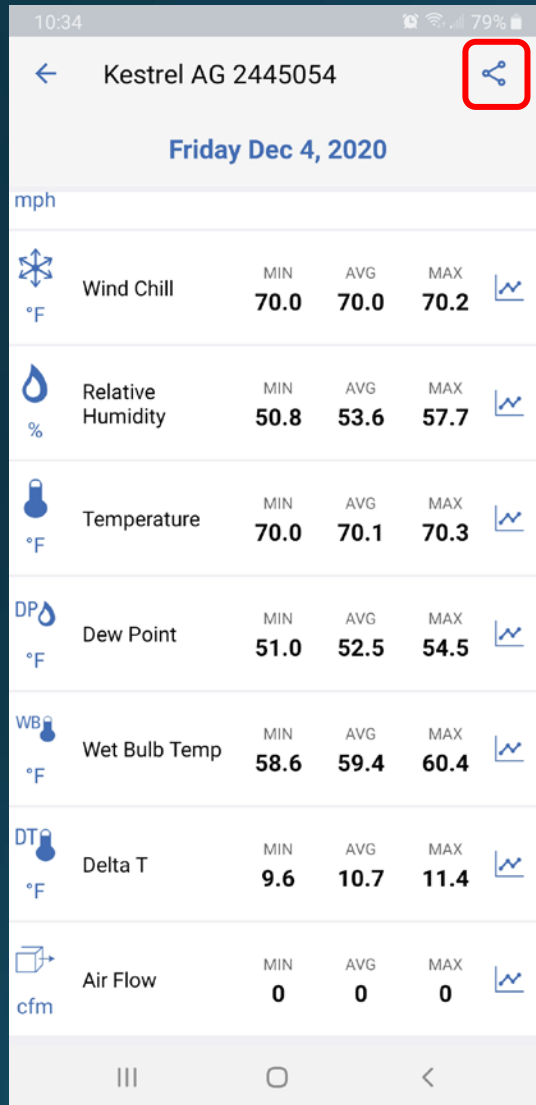 10:34 79%
Kestrel AG 2445054
Friday Dec 4, 2020
mph
MIN AVG MAX
Wind Chill
°F 70.0 70.0 70.2
MIN AVG MAX
Relative
Humidity
% 50.8 53.6 57.7
MIN AVG MAX
Temperature
°F 70.0 70.1 70.3
DP MIN AVG MAX
Dew Point
°F 51.0 52.5 54.5
WB MIN AVG MAX
Wet Bulb Temp
°F 58.6 59.4 60.4
DT MIN AVG MAX
Delta T
°F 9.6 10.7 11.4
MIN AVG MAX
Air Flow
cfm 0 0 0